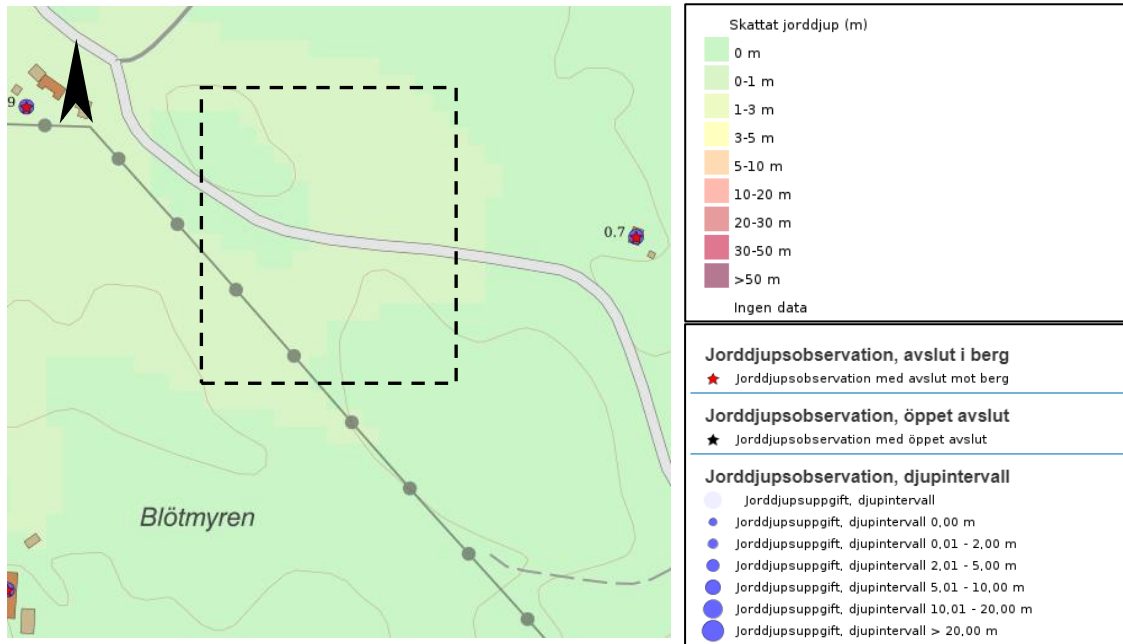 9
0.7
Blötmyren
Skattat jorddjup (m)
0 m
0-1 m
1-3 m
3-5 m
5-10 m
10-20 m
20-30 m
30-50 m
>50 m
Ingen data
Jorddjupsobservation, avslut i berg
Jorddjupsobservation med avslut mot berg
Jorddjupsobservation, öppet avslut
Jorddjupsobservation med öppet avslut
Jorddjupsobservation, djupintervall
Jorddjupsuppgift, djupintervall
Jorddjupsuppgift, djupintervall 0,00 m
Jorddjupsuppgift, djupintervall 0,01 - 2,00 m
Jorddjupsuppgift, djupintervall 2,01 - 5,00 m
Jorddjupsuppgift, djupintervall 5,01 - 10,00 m
Jorddjupsuppgift, djupintervall 10,01 - 20,00 m
Jorddjupsuppgift, djupintervall > 20,00 m